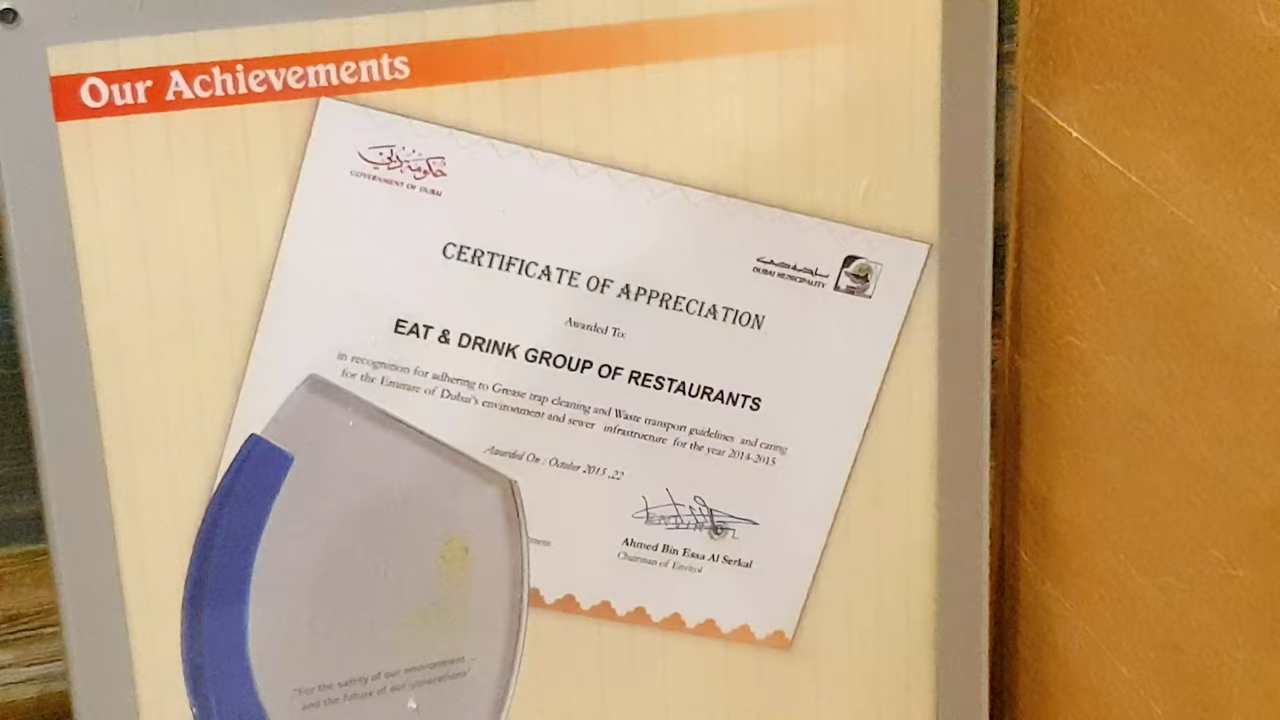 Our Achievements
حكومة دبي
GOVERNMENT OF DUBAI
بلدية دبي
DUBAI MUNICIPALITY
CERTIFICATE OF APPRECIATION
Awarded To:
EAT & DRINK GROUP OF RESTAURANTS
in recognition for adhering to Grease trap cleaning and Waste transport guidelines and caring
for the Emirate of Dubai's environment and sewer infrastructure for the year 2014-2015
Awarded On : October 2015 ,22
Ahmed Bin Essa Al Serkal
Chairman of Envirol
"For the safety of our environment
and the future of our generations"